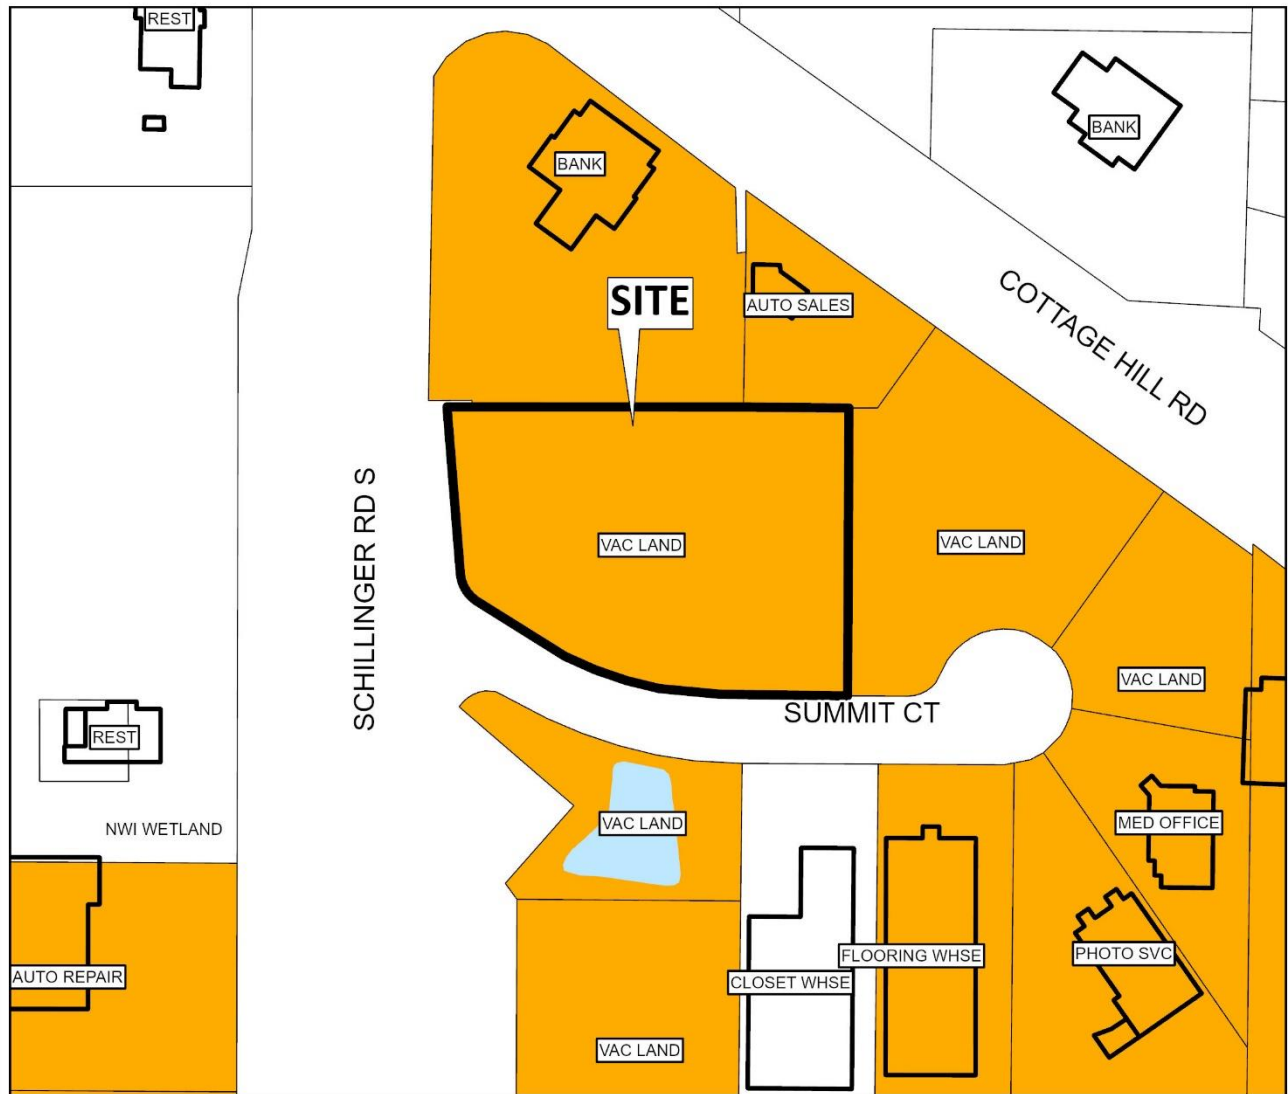 REST
BANK
BANK
SITE
AUTO SALES
COTTAGE HILL RD
SCHILLINGER RD S
VAC LAND
VAC LAND
VAC LAND
SUMMIT CT
REST
NWI WETLAND
VAC LAND
MED OFFICE
AUTO REPAIR
CLOSET WHSE
FLOORING WHSE
PHOTO SVC
VAC LAND